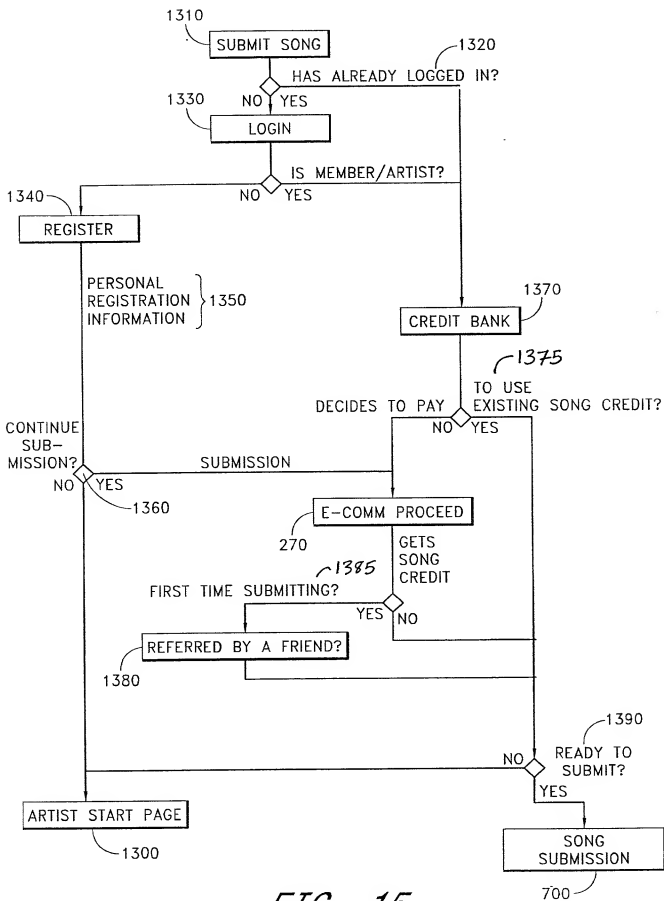 1310
SUBMIT SONG
1320
HAS ALREADY LOGGED IN?
1330
NO YES
LOGIN
IS MEMBER/ARTIST?
1340
NO YES
REGISTER
PERSONAL
REGISTRATION
INFORMATION
1350
1370
CREDIT BANK
1375
TO USE
EXISTING SONG CREDIT?
DECIDES TO PAY
NO YES
CONTINUE
SUB-
MISSION?
SUBMISSION
NO YES
1360
E-COMM PROCEED
270
GETS
SONG
CREDIT
1385
FIRST TIME SUBMITTING?
YES NO
REFERRED BY A FRIEND?
1380
1390
NO
READY TO
SUBMIT?
YES
ARTIST START PAGE
1300
SONG
SUBMISSION
700
FIG. 15